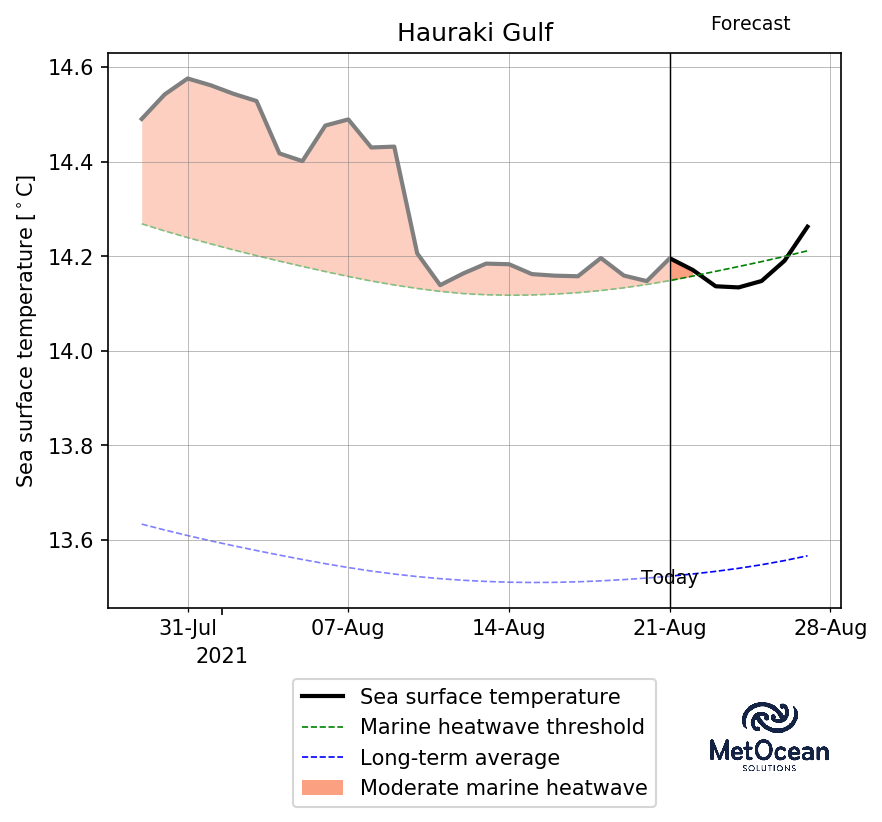 Forecast
Hauraki Gulf
Sea surface temperature [°C]
14.6
14.4
14.2
14.0
13.8
13.6
Today
31-Jul
07-Aug
14-Aug
21-Aug
28-Aug
2021
Sea surface temperature
Marine heatwave threshold
Long-term average
Moderate marine heatwave
MetOcean
SOLUTIONS